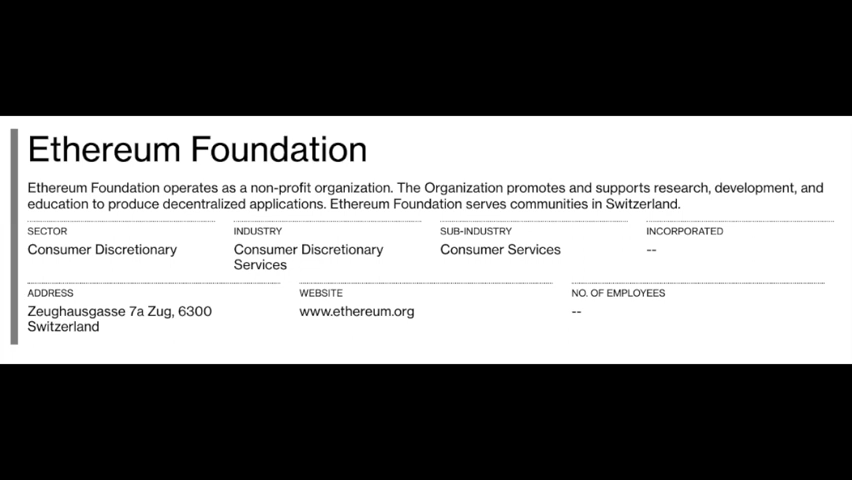 Ethereum Foundation
Ethereum Foundation operates as a non-profit organization. The Organization promotes and supports research, development, and
education to produce decentralized applications. Ethereum Foundation serves communities in Switzerland.
SECTOR
Consumer Discretionary
INDUSTRY
Consumer Discretionary
Services
SUB-INDUSTRY
Consumer Services
INCORPORATED
--
ADDRESS
Zeughausgasse 7a Zug, 6300
Switzerland
WEBSITE
www.ethereum.org
NO. OF EMPLOYEES
--